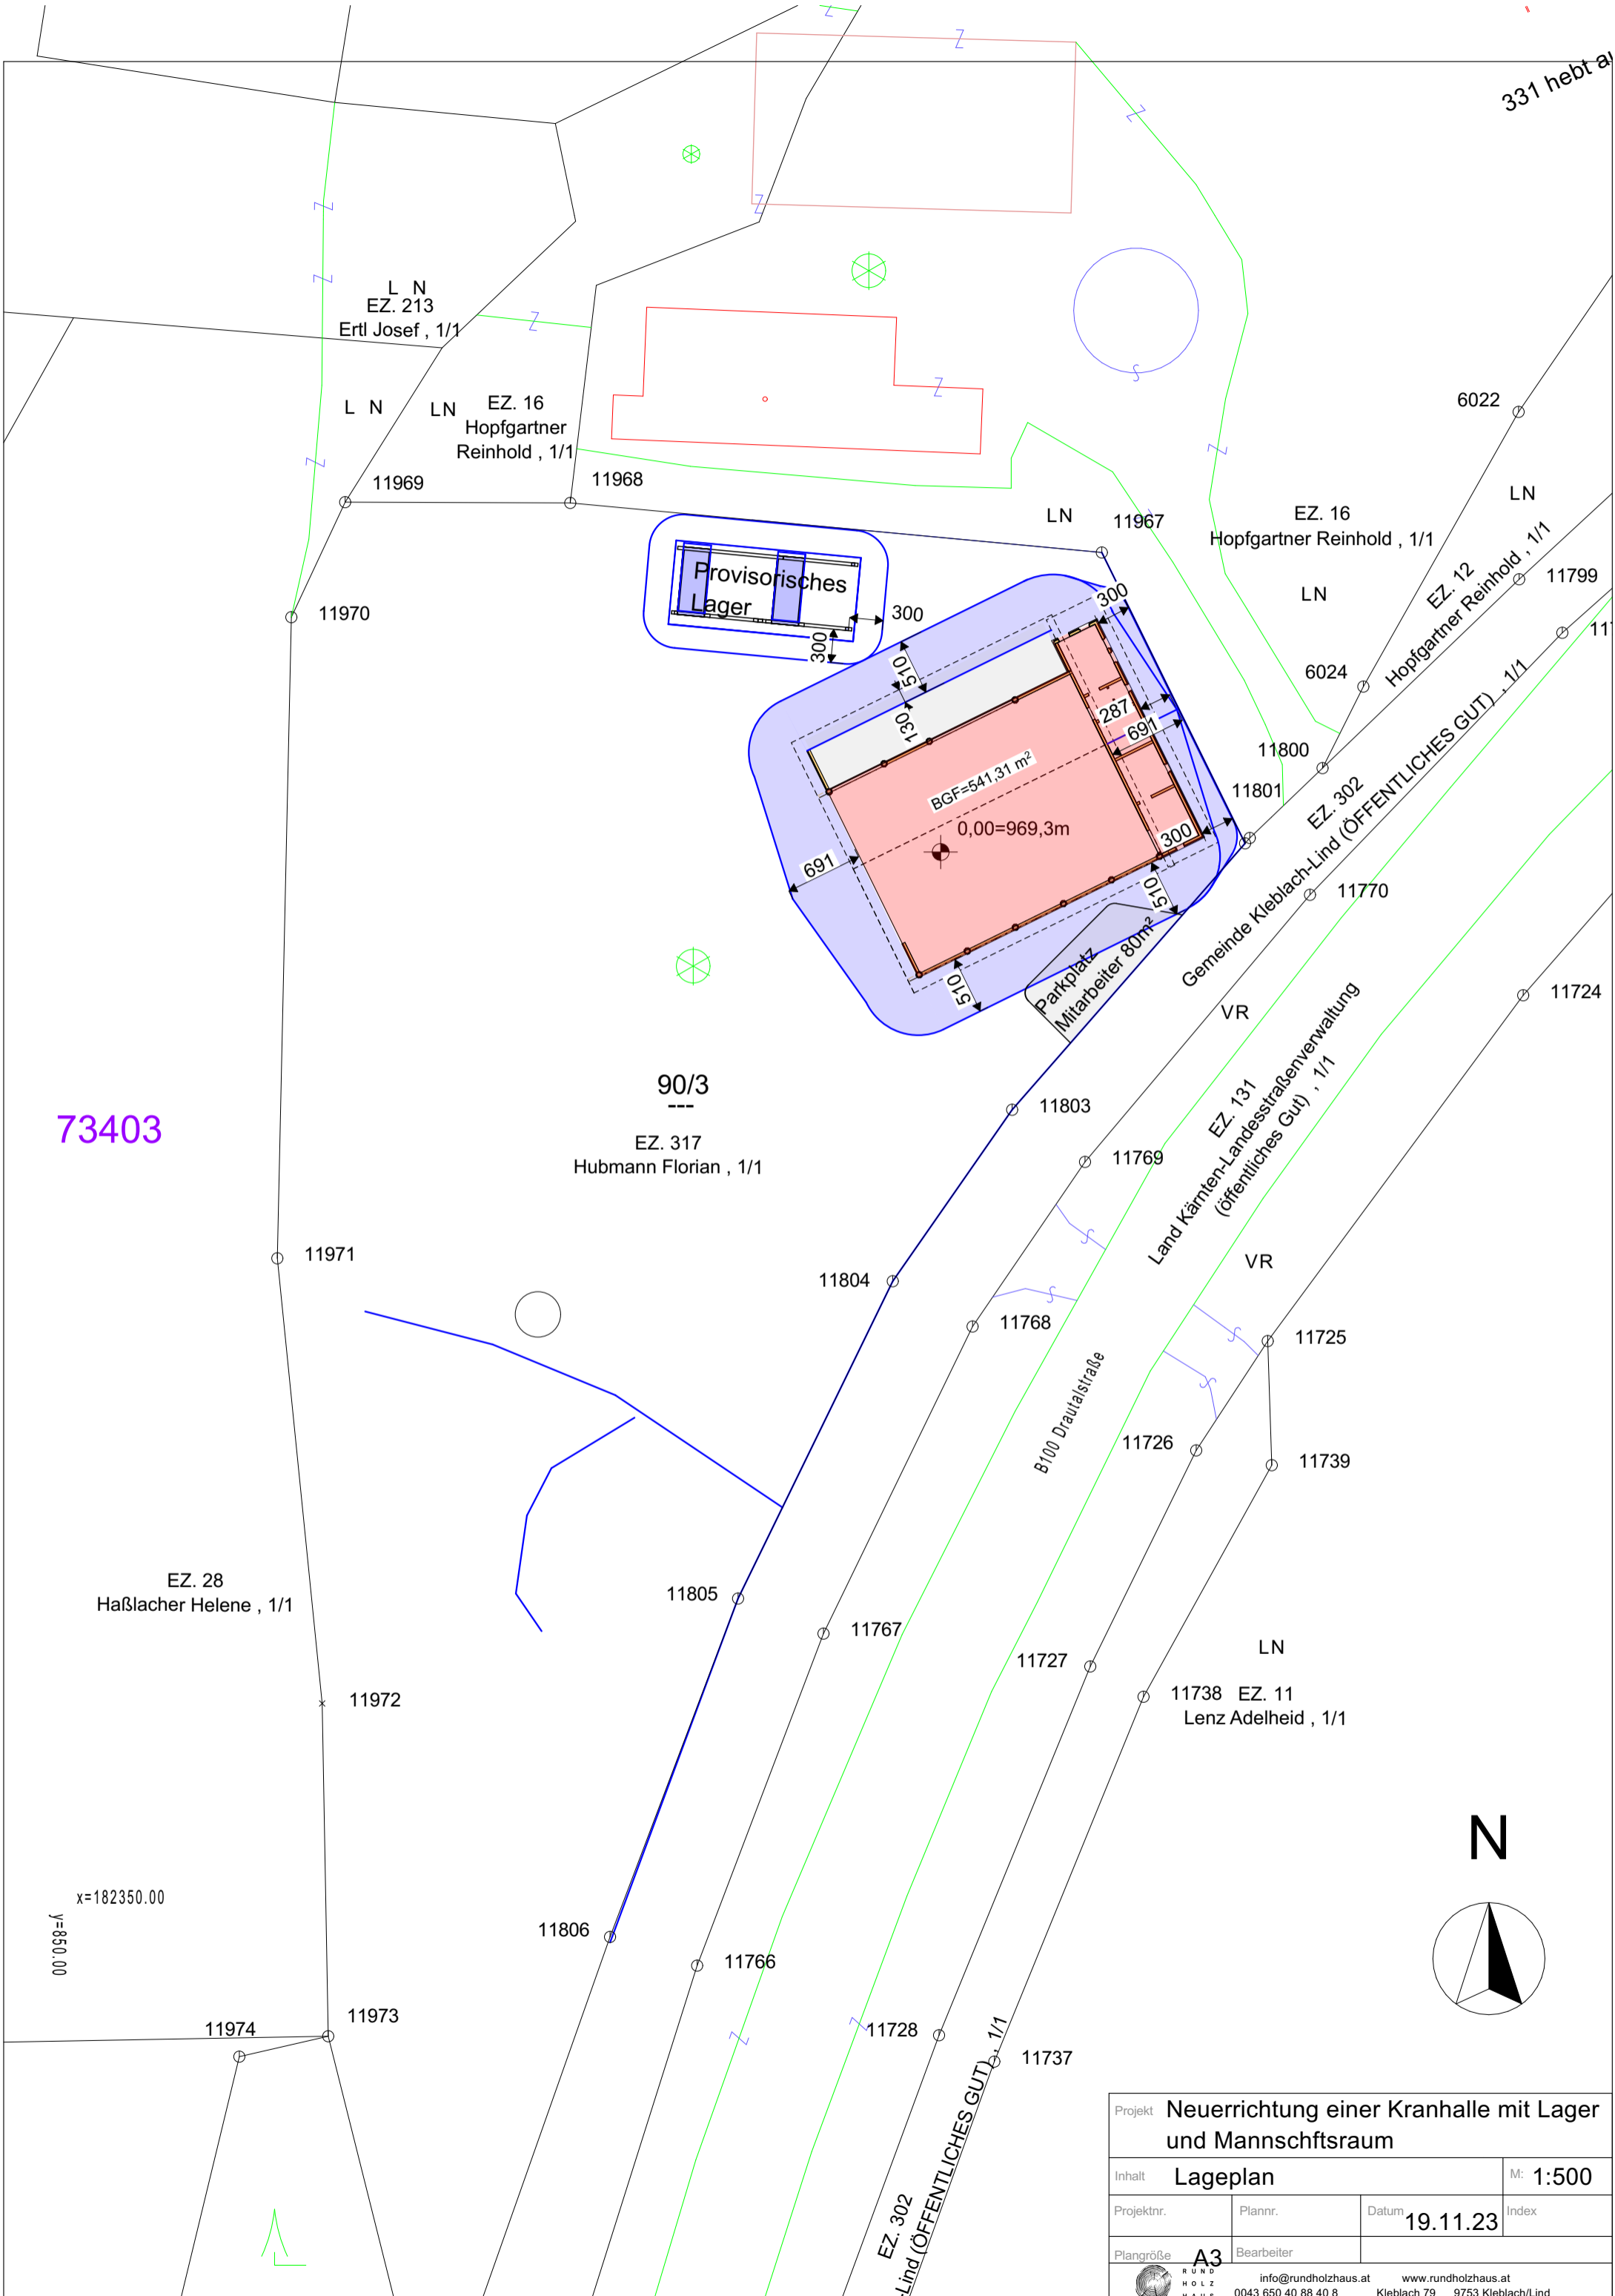 331 hebt
L N
EZ. 213
Ertl Josef , 1/1
L N
LN
EZ. 16
Hopfgartner
Reinhold , 1/1
6022
11969
11968
LN
11967
EZ. 16
Hopfgartner Reinhold , 1/1
LN
EZ. 12
Hopfgartner Reinhold , 1/1
11799
LN
Provisorisches
Lager
300
300
300
11970
6024
510
130
287
691
11800
11801
BGF=541,31 m²
0,00=969,3m
300
691
510
510
EZ. 302
Gemeinde Kleblach-Lind (ÖFFENTLICHES GUT) , 1/1
11770
Parkplatz
Mitarbeiter 80m²
VR
11724
90/3
---
EZ. 317
Hubmann Florian , 1/1
73403
11803
11769
EZ. 131
Land Kärnten-Landesstraßenverwaltung
(öffentliches Gut) , 1/1
VR
11971
11804
11768
11725
B100 Drautalstraße
11726
11739
EZ. 28
Haßlacher Helene , 1/1
11805
11767
11727
LN
11738
EZ. 11
Lenz Adelheid , 1/1
11972
N
x=182350.00
y=850.00
11806
11766
11974
11973
11728
11737
EZ. 302
-Lind (ÖFFENTLICHES GUT) , 1/1
Projekt Neuerrichtung einer Kranhalle mit Lager
und Mannschftsraum
Inhalt Lageplan M: 1:500
Projektnr. Plannr. Datum 19.11.23 Index
Plangröße A3 Bearbeiter
RUND
HOLZ
info@rundholzhaus.at www.rundholzhaus.at
0043 650 40 88 40 8 Kleblach 79 9753 Kleblach/Lind